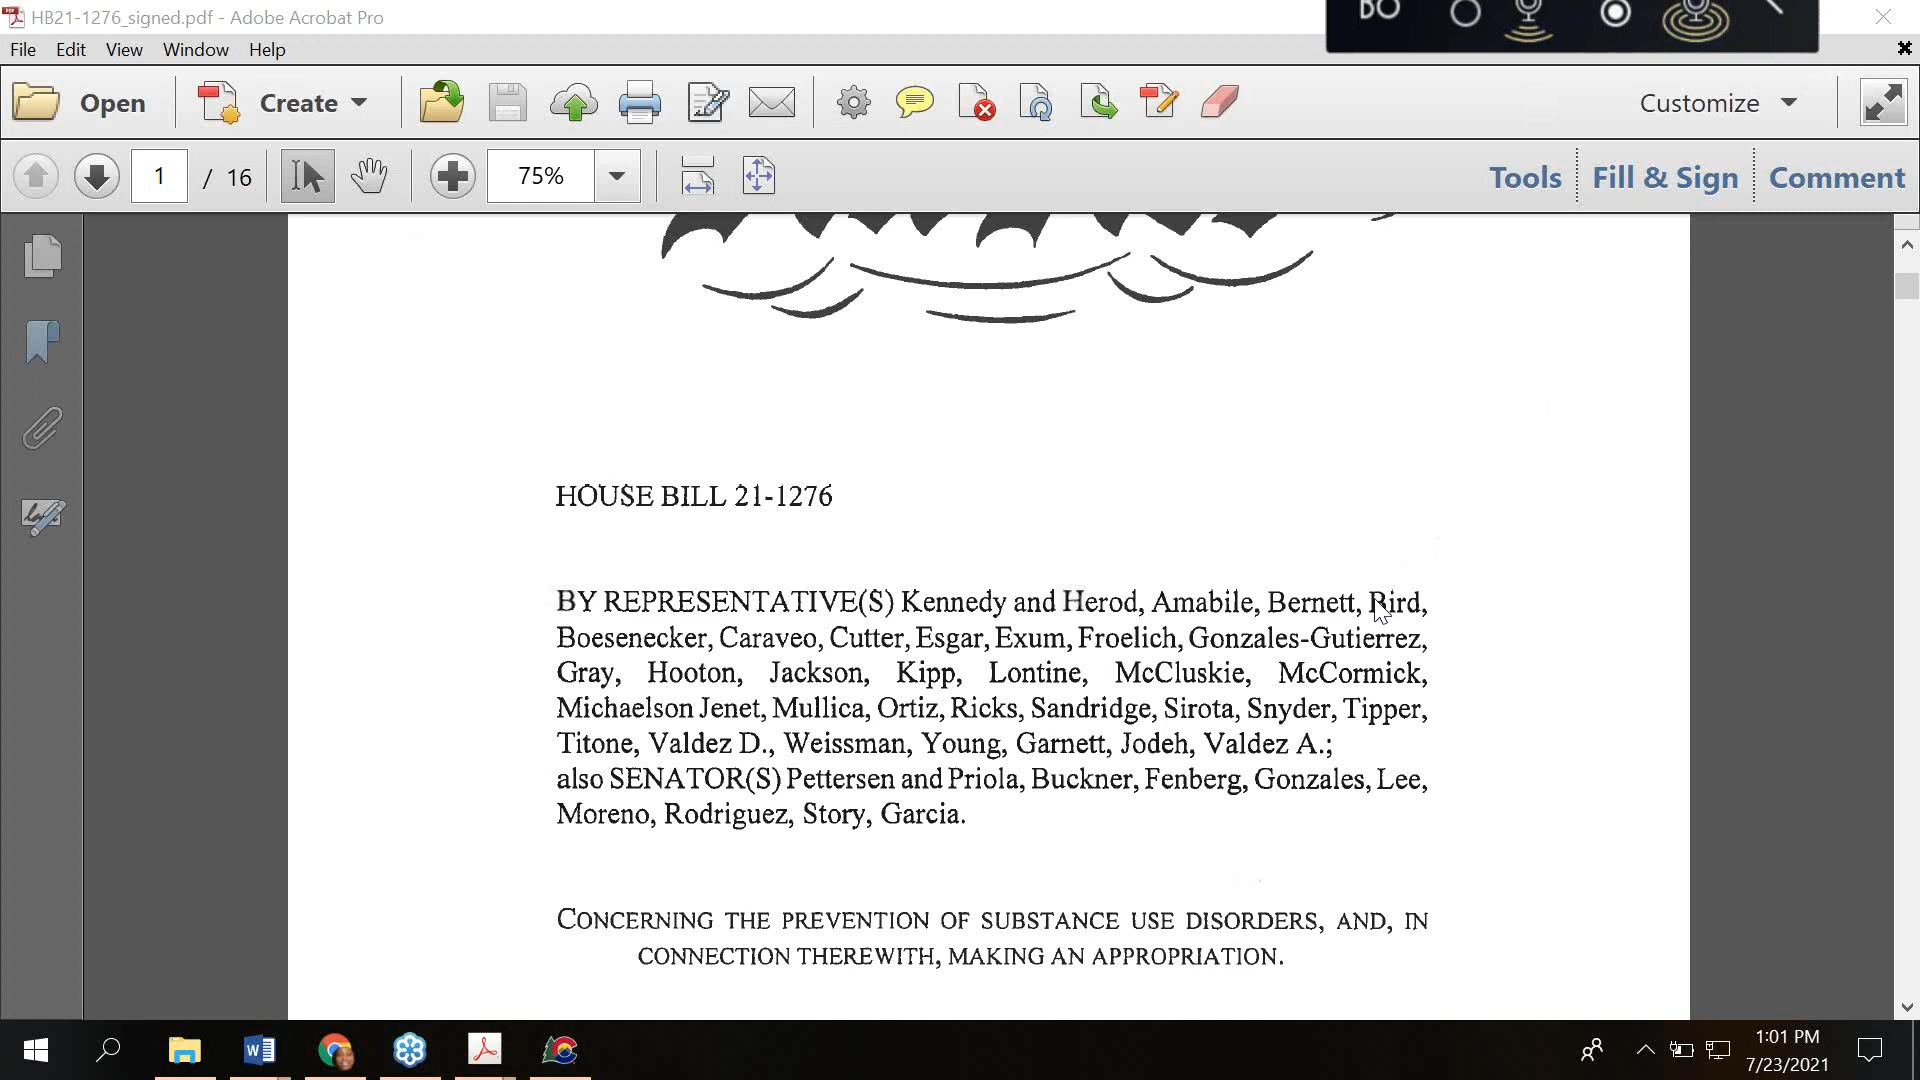 HB21-1276_signed.pdf - Adobe Acrobat Pro
File Edit View Window Help
Open Create Customize
1 / 16 75% Tools Fill & Sign Comment
HOUSE BILL 21-1276
BY REPRESENTATIVE(S) Kennedy and Herod, Amabile, Bernett, Bird,
Boesenecker, Caraveo, Cutter, Esgar, Exum, Froelich, Gonzales-Gutierrez,
Gray, Hooton, Jackson, Kipp, Lontine, McCluskie, McCormick,
Michaelson Jenet, Mullica, Ortiz, Ricks, Sandridge, Sirota, Snyder, Tipper,
Titone, Valdez D., Weissman, Young, Garnett, Jodeh, Valdez A.;
also SENATOR(S) Pettersen and Priola, Buckner, Fenberg, Gonzales, Lee,
Moreno, Rodriguez, Story, Garcia.
CONCERNING THE PREVENTION OF SUBSTANCE USE DISORDERS, AND, IN
CONNECTION THEREWITH, MAKING AN APPROPRIATION.
1:01 PM
7/23/2021